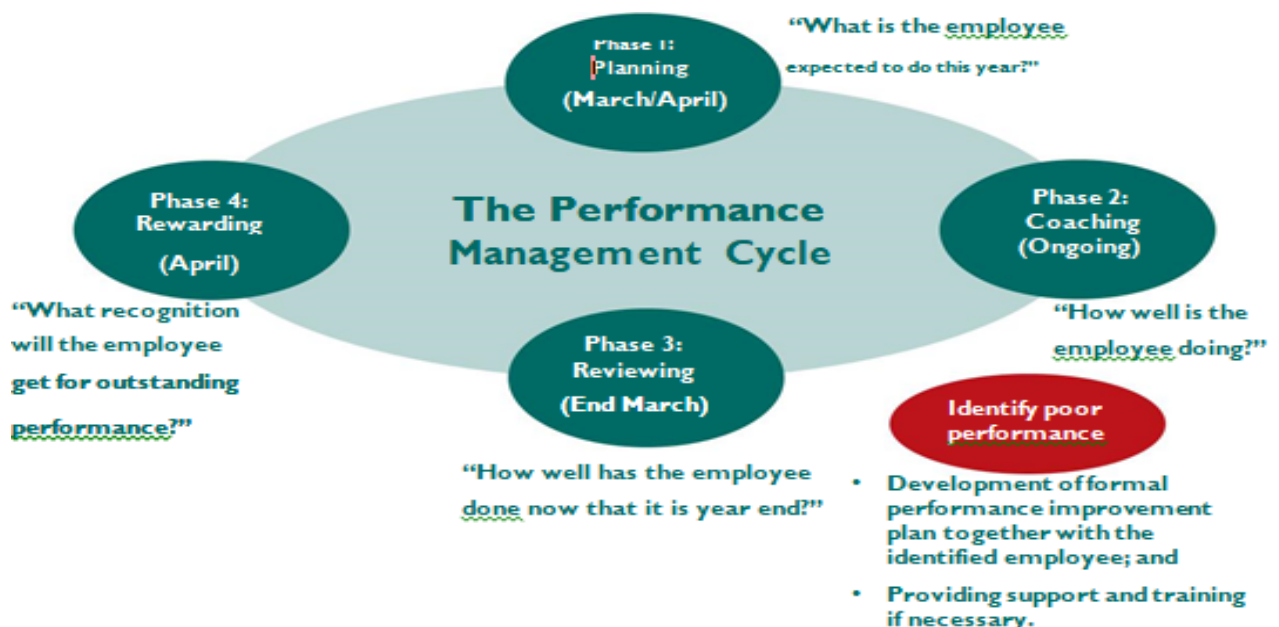 Phase 1:
Planning
(March/April)
“What is the employee
expected to do this year?”
The Performance
Management Cycle
Phase 2:
Coaching
(Ongoing)
“How well is the
employee doing?”
Identify poor
performance
• Development of formal
performance improvement
plan together with the
identified employee; and
• Providing support and training
if necessary.
Phase 3:
Reviewing
(End March)
“How well has the employee
done now that it is year end?”
Phase 4:
Rewarding
(April)
“What recognition
will the employee
get for outstanding
performance?”